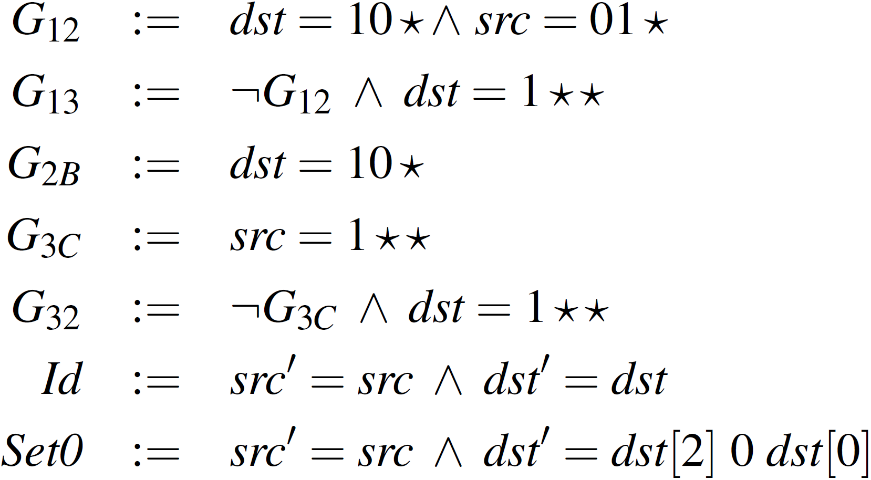 G₁₂ := dst = 10⋆ ∧ src = 01⋆
G₁₃ := ¬G₁₂ ∧ dst = 1⋆⋆
G₂B := dst = 10⋆
G₃C := src = 1⋆⋆
G₃₂ := ¬G₃C ∧ dst = 1⋆⋆
Id := src′ = src ∧ dst′ = dst
Set0 := src′ = src ∧ dst′ = dst[2] 0 dst[0]